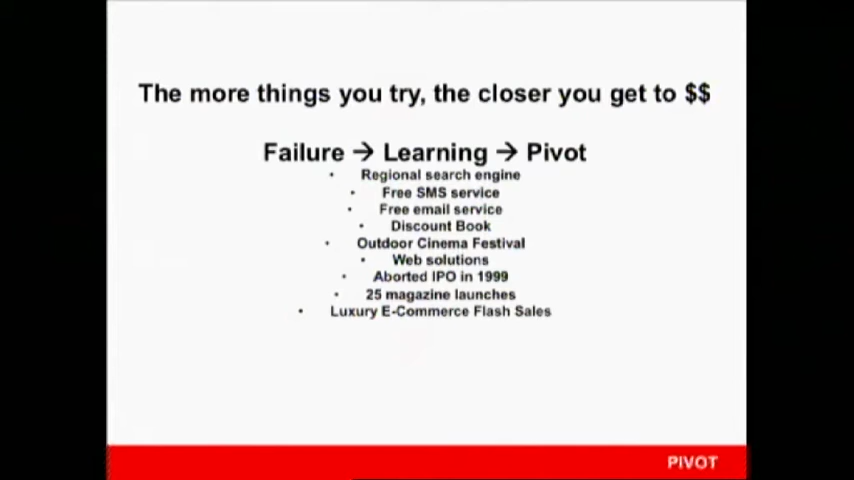 The more things you try, the closer you get to $$
Failure → Learning → Pivot
• Regional search engine
• Free SMS service
• Free email service
• Discount Book
• Outdoor Cinema Festival
• Web solutions
• Aborted IPO in 1999
• 25 magazine launches
• Luxury E-Commerce Flash Sales
PIVOT